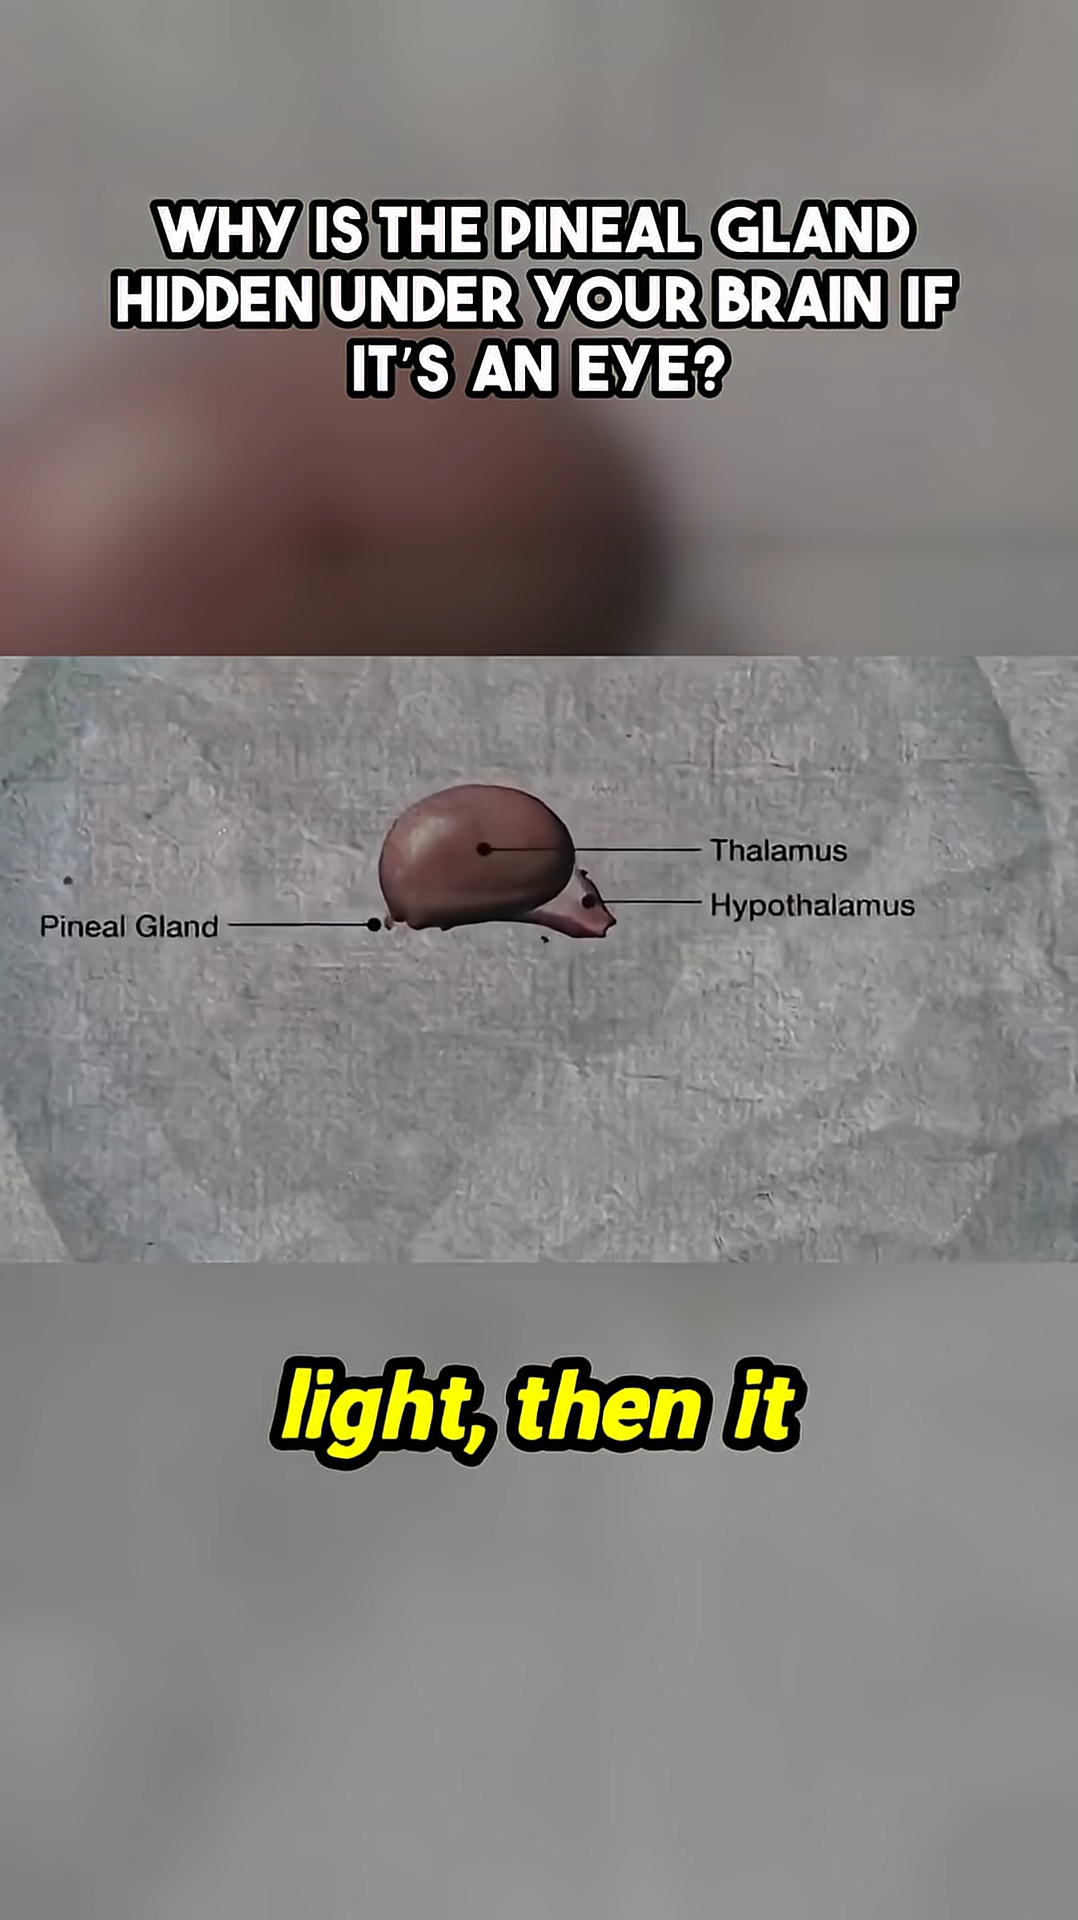 WHY IS THE PINEAL GLAND
HIDDEN UNDER YOUR BRAIN IF
IT'S AN EYE?
Thalamus
Hypothalamus
Pineal Gland
light, then it